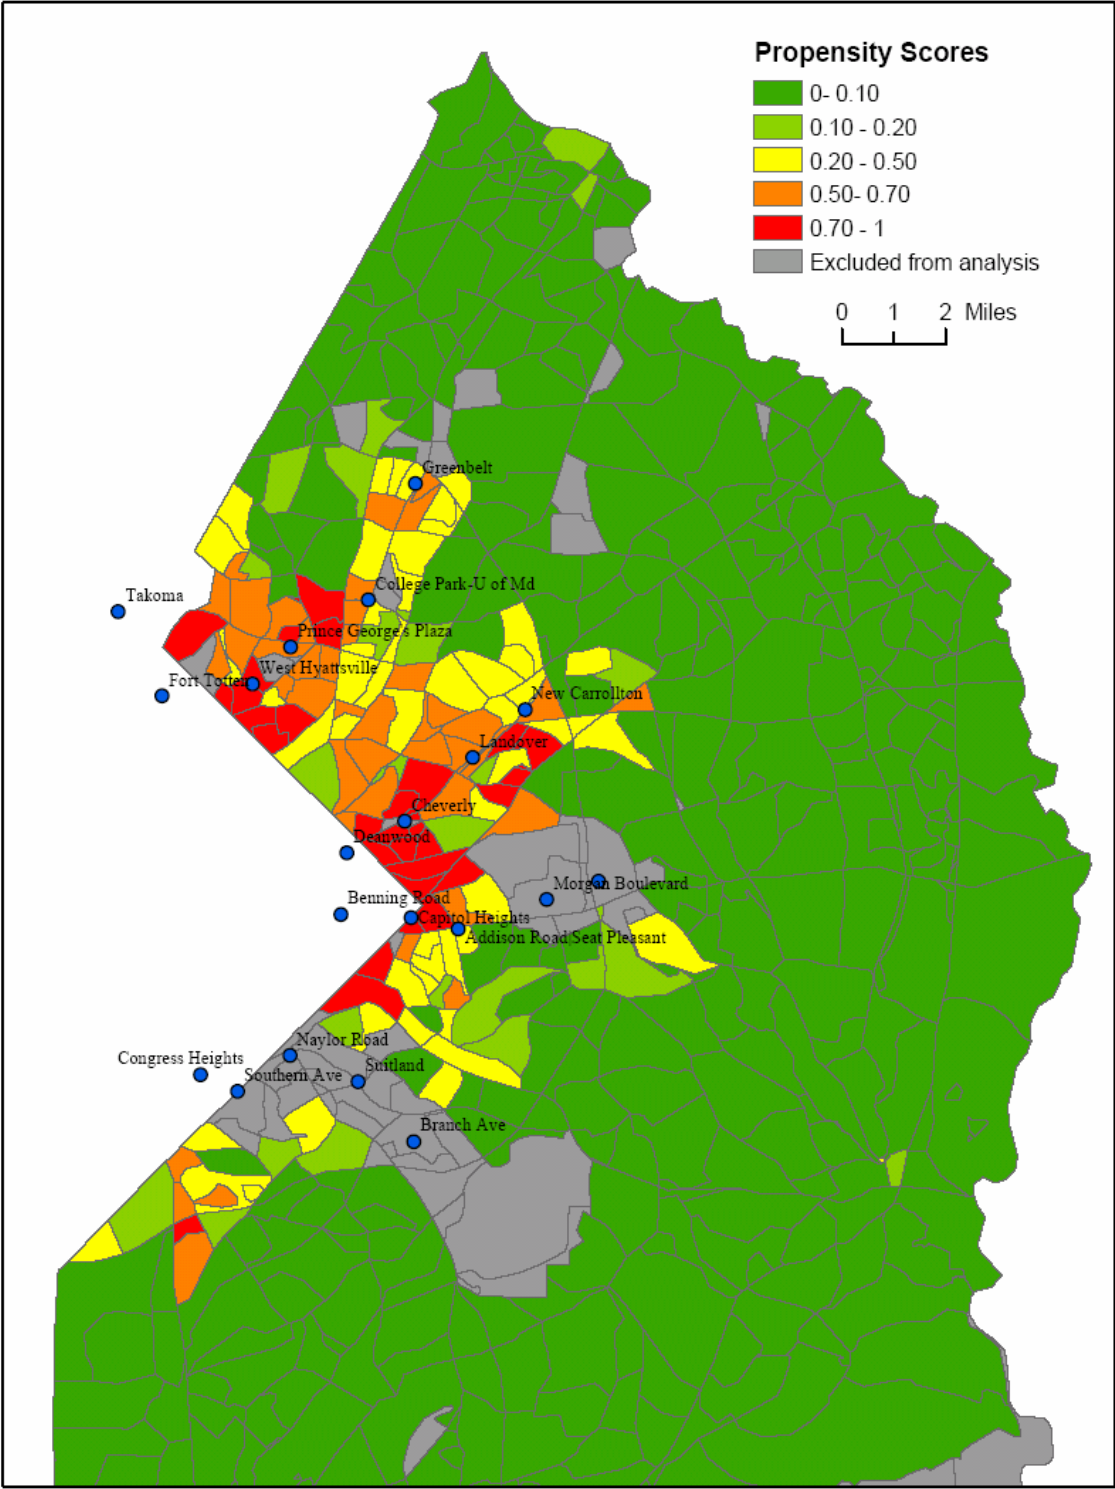 Propensity Scores
0- 0.10
0.10 - 0.20
0.20 - 0.50
0.50- 0.70
0.70 - 1
Excluded from analysis
0 1 2 Miles
Greenbelt
College Park-U of Md
Takoma
Prince George's Plaza
West Hyattsville
Fort Totten
New Carrollton
Landover
Cheverly
Deanwood
Morgan Boulevard
Benning Road
Capitol Heights
Addison Road Seat Pleasant
Naylor Road
Congress Heights
Southern Ave
Suitland
Branch Ave